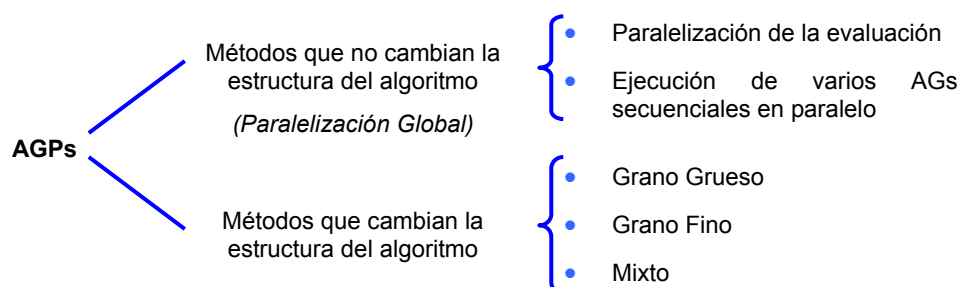 AGPs
Métodos que no cambian la
estructura del algoritmo
(Paralelización Global)
Paralelización de la evaluación
Ejecución de varios AGs
secuenciales en paralelo
Métodos que cambian la
estructura del algoritmo
Grano Grueso
Grano Fino
Mixto